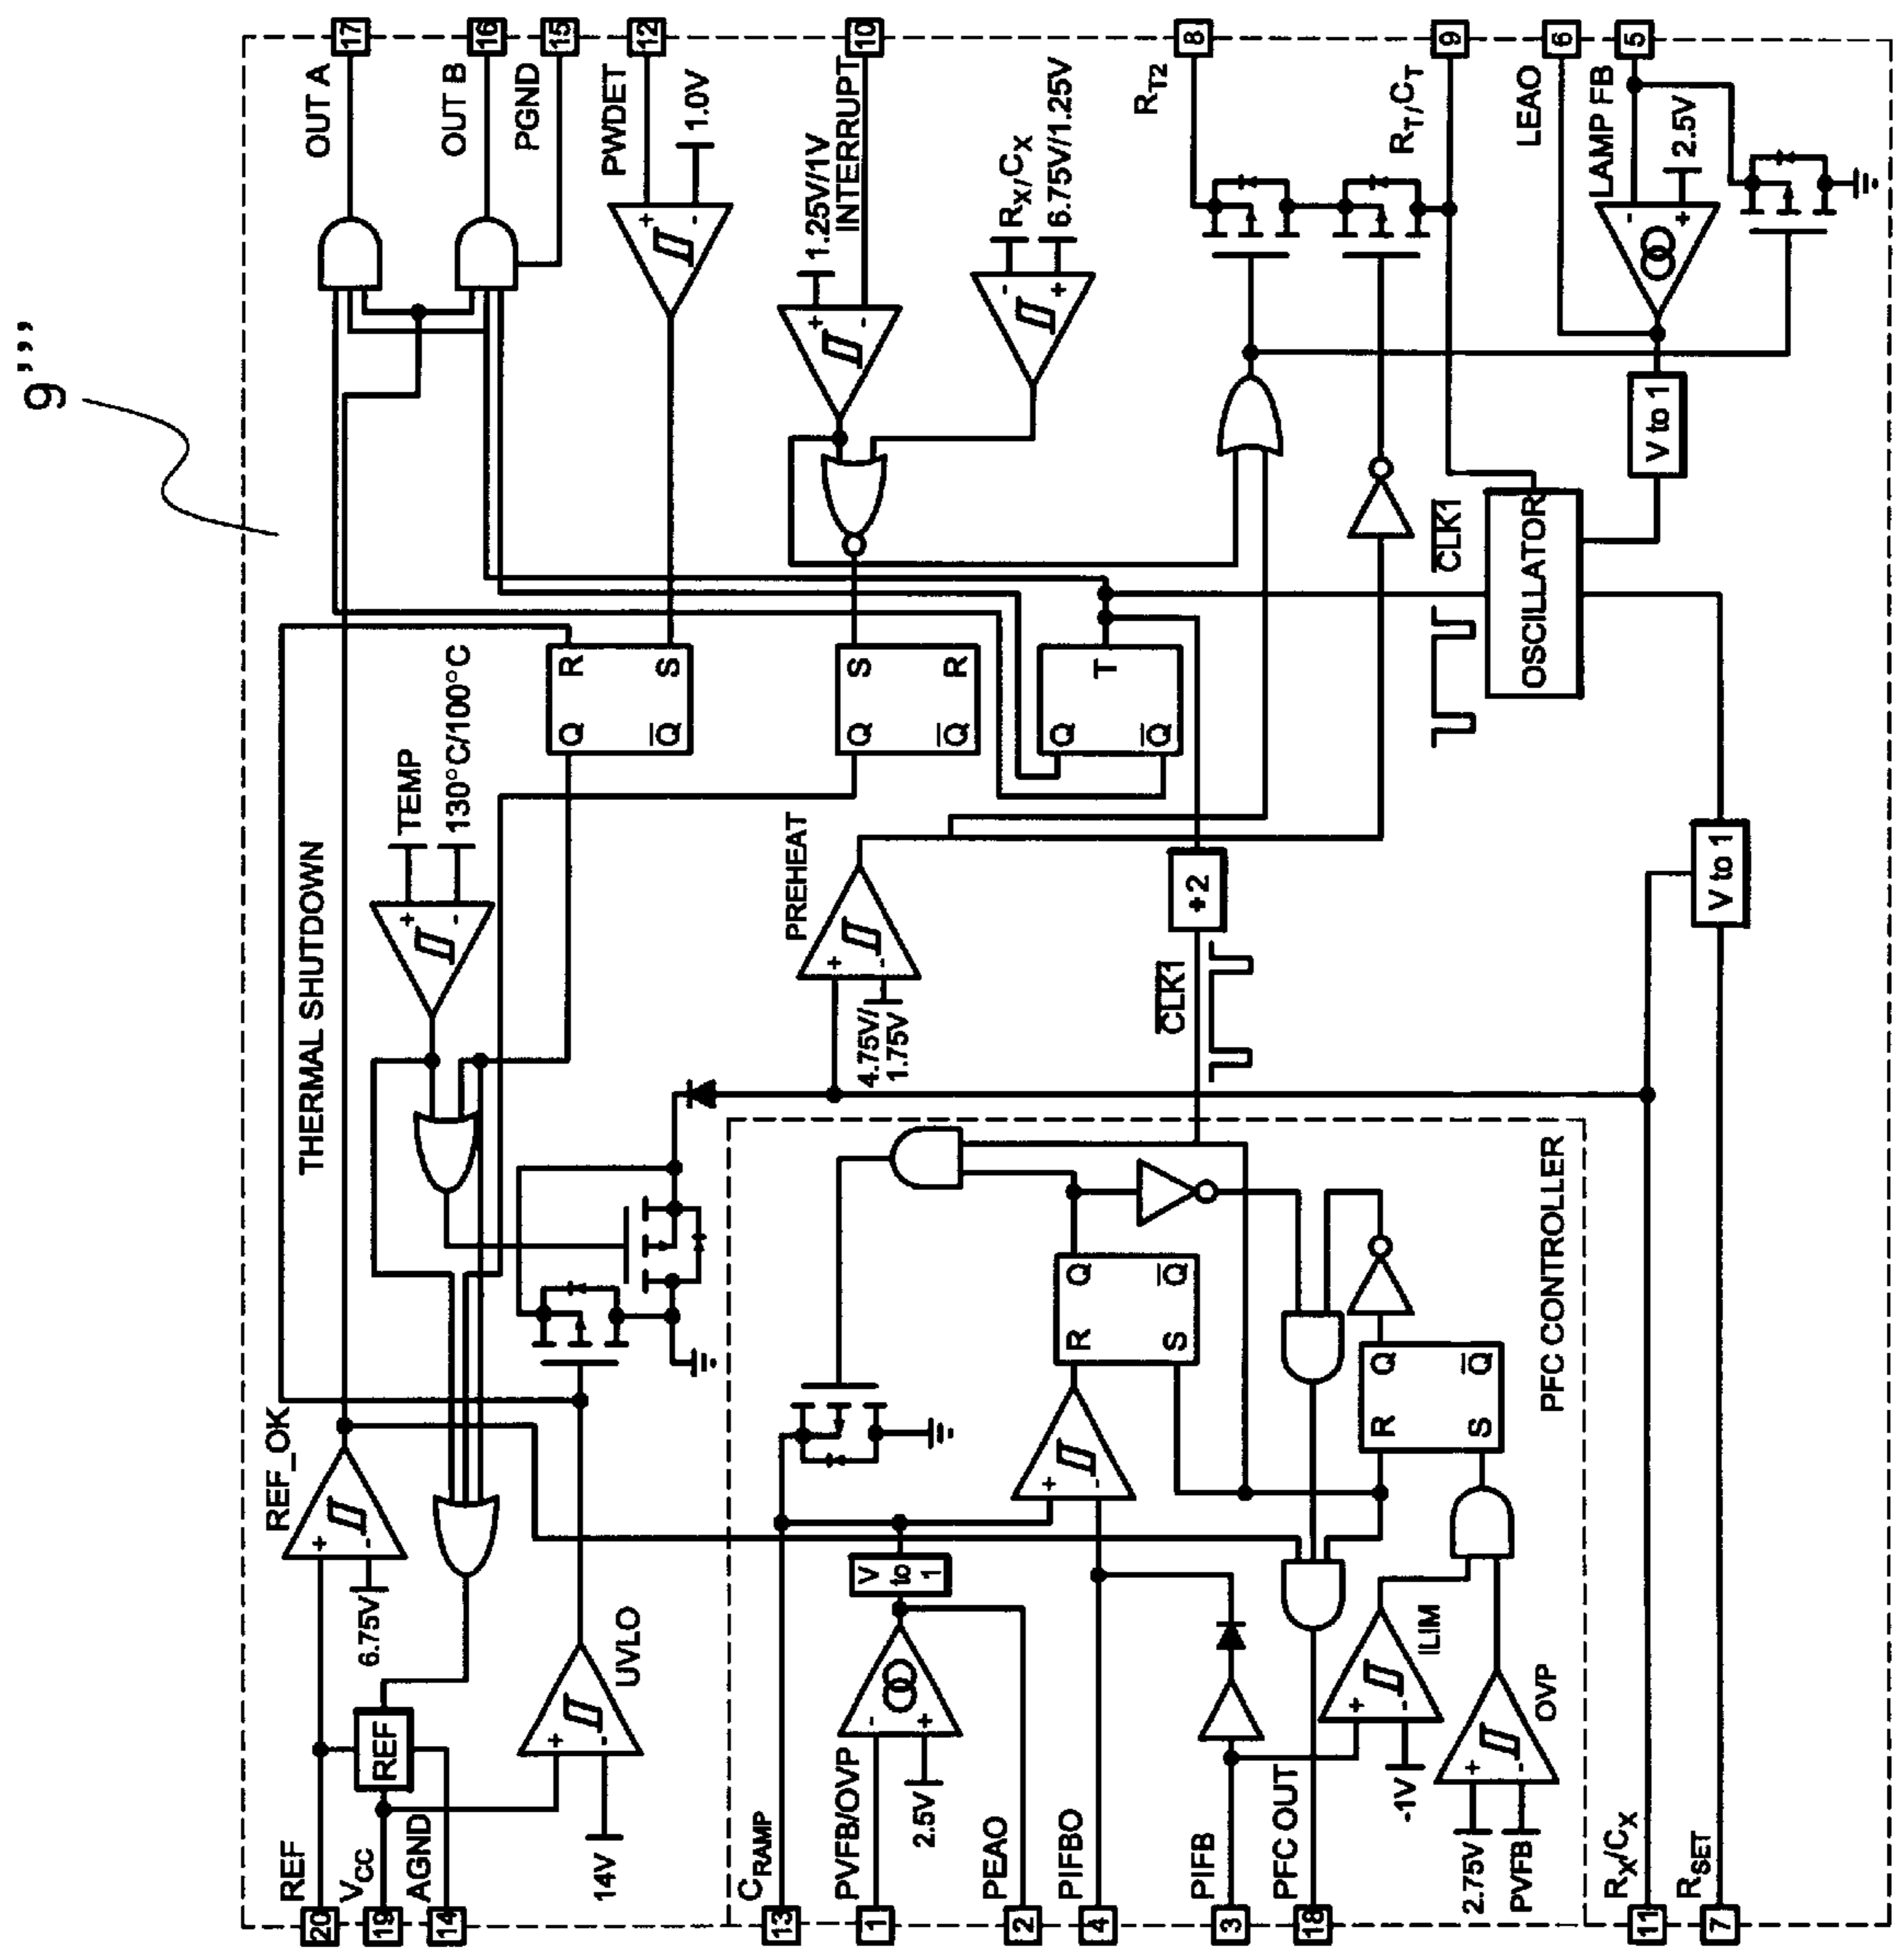 9’’’
REF
20
VCC
19
AGND
14
14V
REF
6.75V
REF_OK
+
-
UVLO
+
-
THERMAL SHUTDOWN
TEMP
130°C/100°C
+
-
R
S
Q
Q
OUT A
17
OUT B
16
PGND
15
PWDET
12
1.0V
+
-
1.25V/1V
INTERRUPT
10
+
-
RX/CX
6.75V/1.25V
-
+
S
R
Q
Q
T
Q
Q
PREHEAT
+
-
4.75V/
1.75V
+2
CLK1
CLK1
RT2
8
RT/CT
9
LEAO
6
LAMP FB
5
2.5V
-
+
V to 1
OSCILLATOR
V to 1
CRAMP
13
PVFB/OVP
1
2.5V
-
+
V
to
1
PEAO
2
PIFBO
4
+
-
R
S
Q
Q
PIFB
3
PFC OUT
18
-1V
+
-
ILIM
2.75V
PVFB
+
-
OVP
R
S
Q
Q
PFC CONTROLLER
RX/CX
11
RSET
7